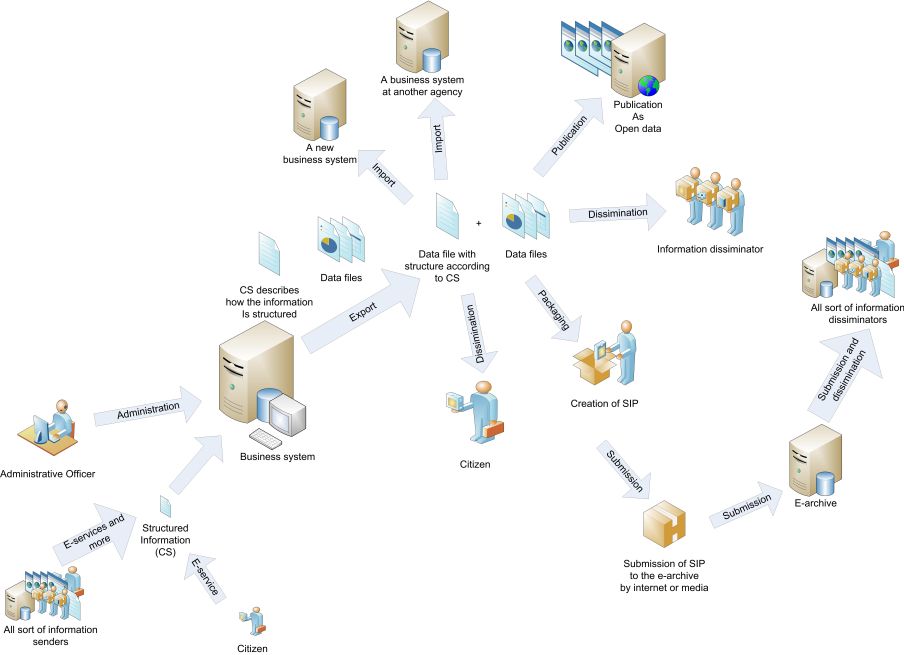 A business system
at another agency
Import
A new
business system
Import
Publication
Publication
As
Open data
Dissimination
Information dissiminator
CS describes
how the information
Is structured
Data files
Export
Data file with
structure according
to CS
+
Data files
Dissimination
Citizen
Packaging
Creation of SIP
Submission
Submission of SIP
to the e-archive
by internet or media
Submission
E-archive
Submission and
dissimination
All sort of information
dissiminators
Administrative Officer
Administration
Business system
Structured
Information
(CS)
E-services and
more
All sort of information
senders
E-service
Citizen